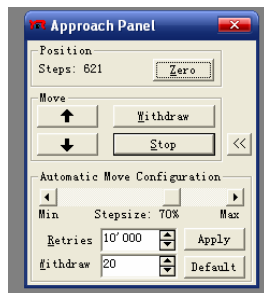 Approach Panel
Position
Steps: 621 Zero
Move
Withdraw
Stop <<
Automatic Move Configuration
Min Stepsize: 70% Max
Retries 10'000 Apply
Withdraw 20 Default